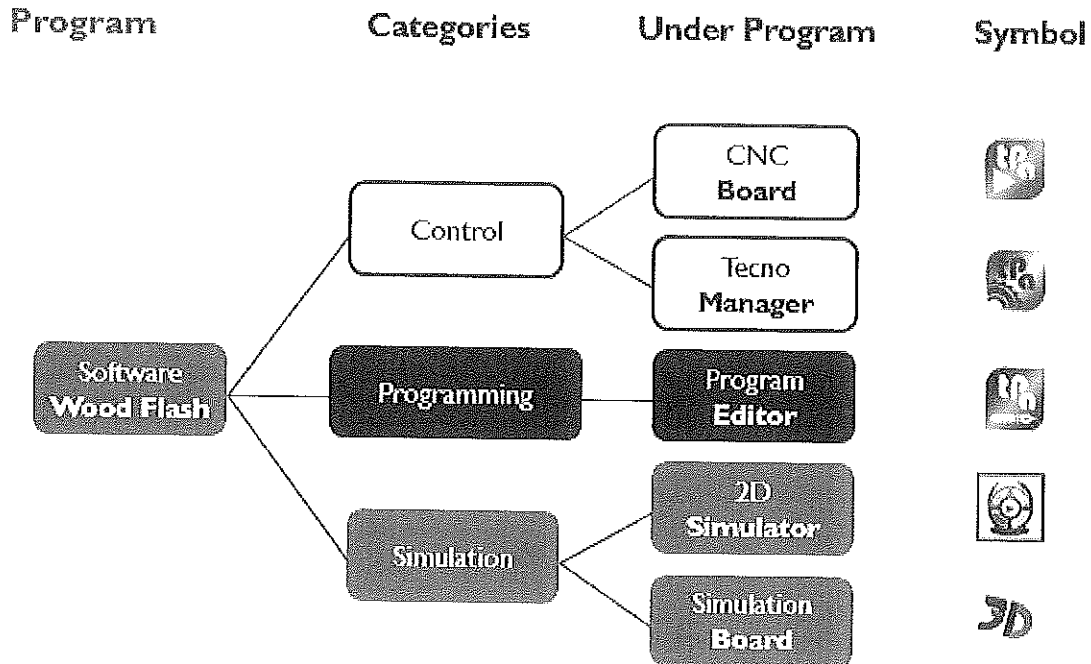 Program Categories Under Program Symbol
CNC
Board
Control
Tecno
Manager
Software
Wood Flash
Programming
Program
Editor
2D
Simulator
Simulation
Simulation
Board
3D